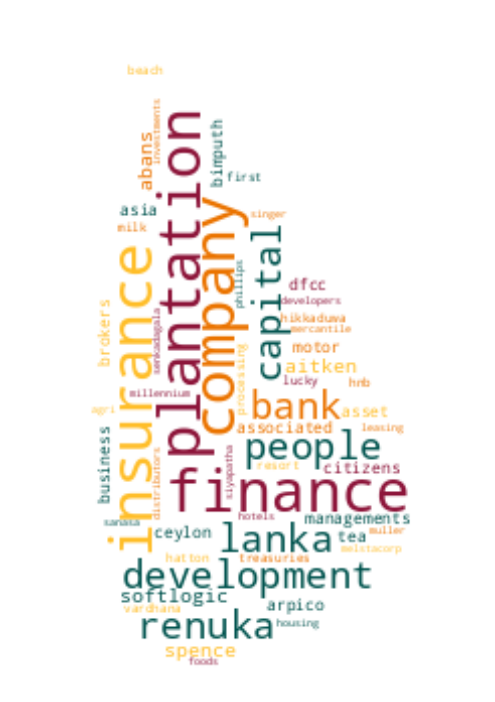 beach
investments
plantation
abans
bimputh
first
asia
company
singer
milk
capital
insurance
phillips
dfcc
developers
brokers
senkadagala
hikkaduwa
mercantile
processing
motor
aitken
lucky
hnb
millennium
bank
agri
asset
associated
leasing
business
people
distributors
siyapatha
resort
citizens
finance
hotels
managements
sanasa
ceylon
lanka
tea
muller
melstacorp
hatton
treasuries
development
softlogic
vardhana
arpico
renuka
housing
spence
foods